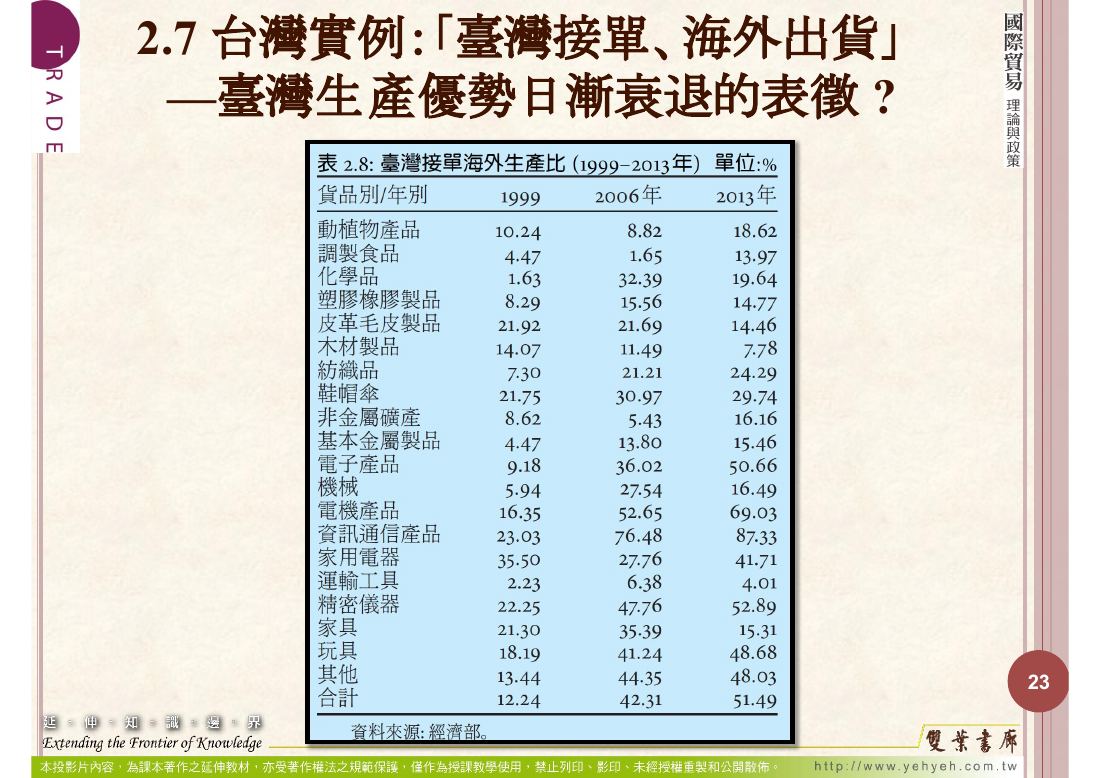 TRADE
2.7 台灣實例:「臺灣接單、海外出貨」
—臺灣生產優勢日漸衰退的表徵？
國際貿易 理論與政策
表 2.8: 臺灣接單海外生產比 (1999–2013年) 單位:%
貨品別/年別 1999 2006年 2013年
動植物產品 10.24 8.82 18.62
調製食品 4.47 1.65 13.97
化學品 1.63 32.39 19.64
塑膠橡膠製品 8.29 15.56 14.77
皮革毛皮製品 21.92 21.69 14.46
木材製品 14.07 11.49 7.78
紡織品 7.30 21.21 24.29
鞋帽傘 21.75 30.97 29.74
非金屬礦產 8.62 5.43 16.16
基本金屬製品 4.47 13.80 15.46
電子產品 9.18 36.02 50.66
機械 5.94 27.54 16.49
電機產品 16.35 52.65 69.03
資訊通信產品 23.03 76.48 87.33
家用電器 35.50 27.76 41.71
運輸工具 2.23 6.38 4.01
精密儀器 22.25 47.76 52.89
家具 21.30 35.39 15.31
玩具 18.19 41.24 48.68
其他 13.44 44.35 48.03
合計 12.24 42.31 51.49
資料來源: 經濟部。
23
延・伸・知・識・邊・界
Extending the Frontier of Knowledge
雙葉書廊
本投影片內容，為課本著作之延伸教材，亦受著作權法之規範保護，僅作為授課教學使用，禁止列印、影印、未經授權重製和公開散佈。
http://www.yehyeh.com.tw